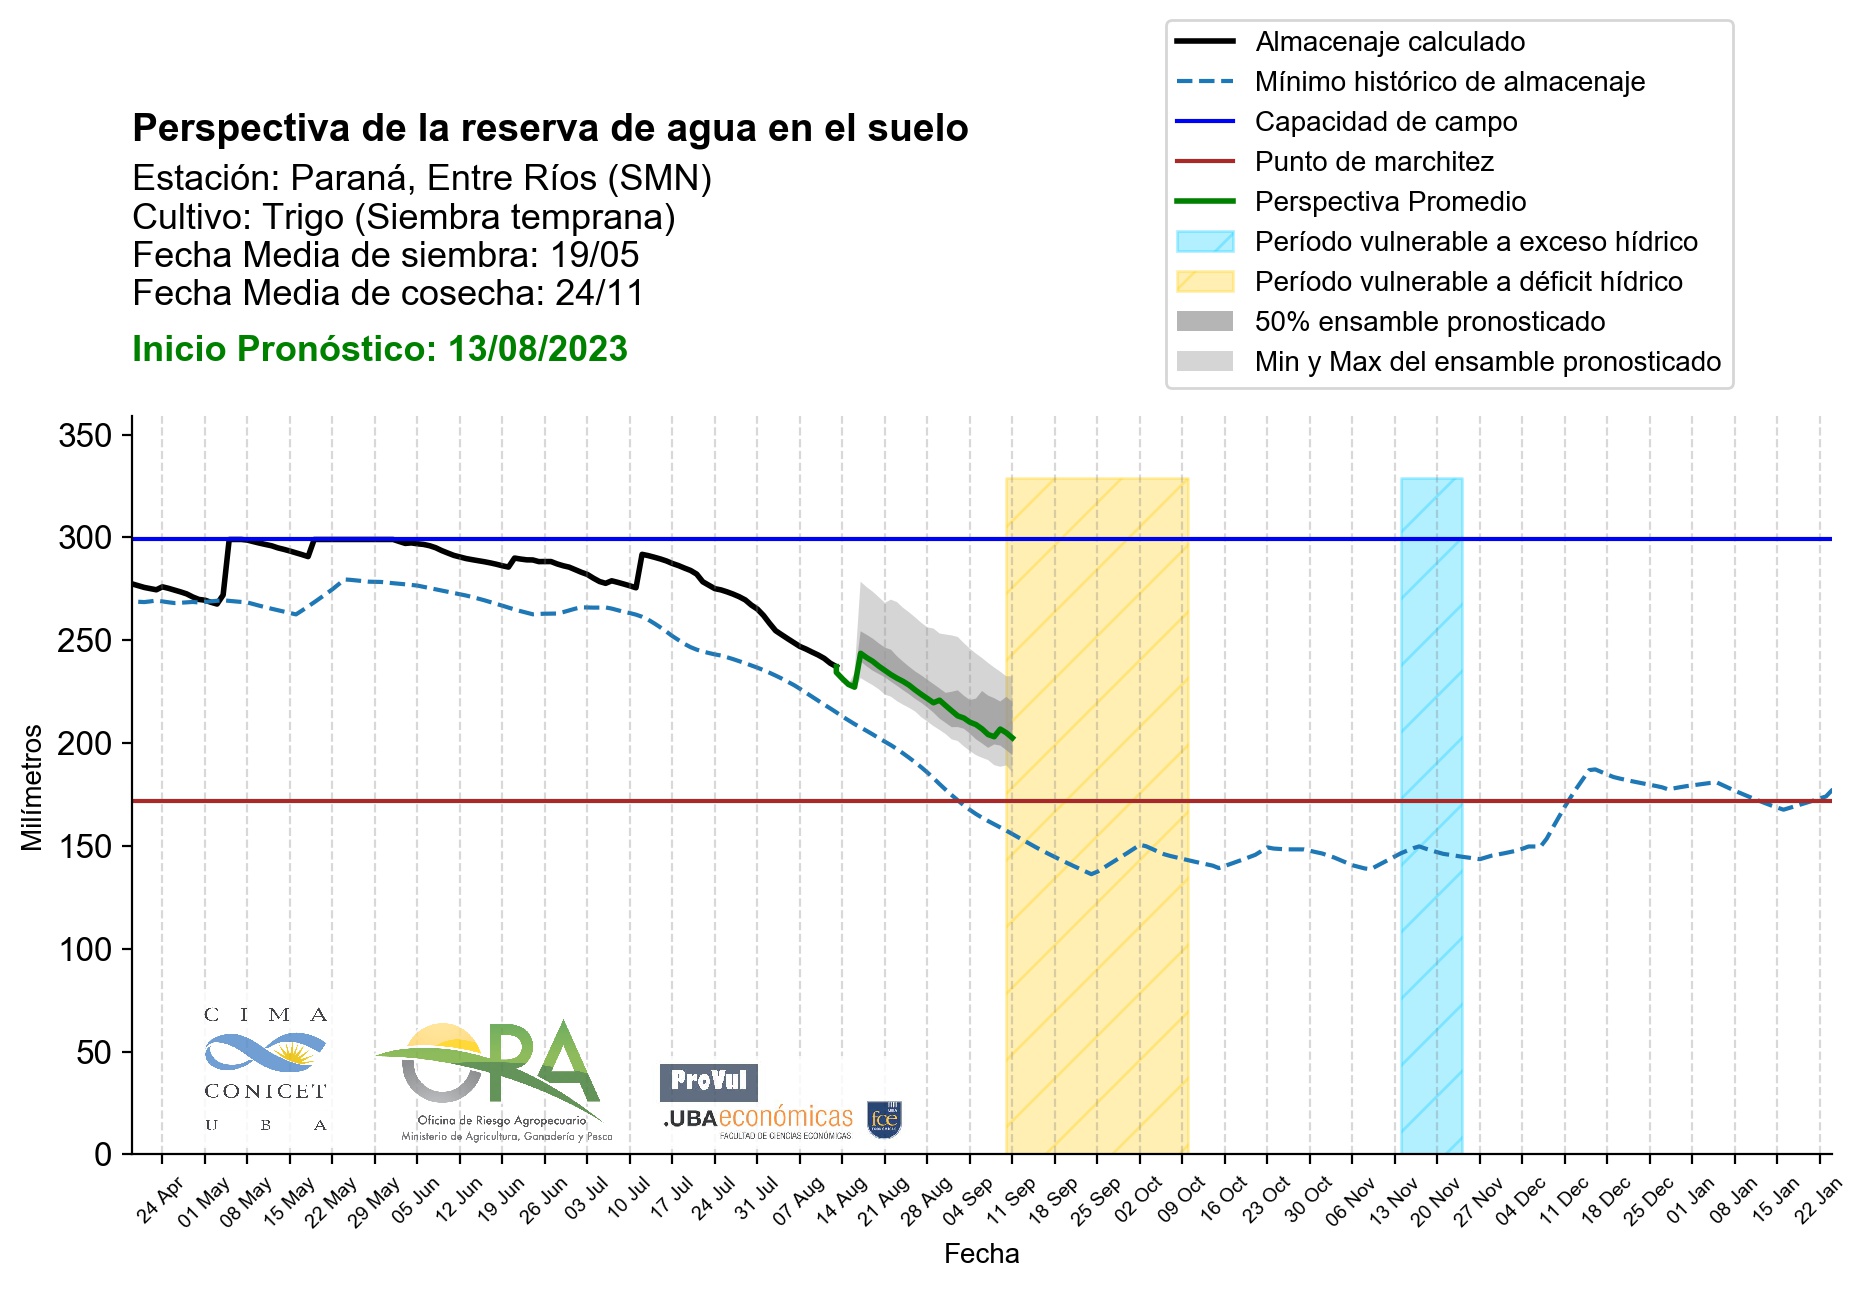 Almacenaje calculado
Mínimo histórico de almacenaje
Capacidad de campo
Punto de marchitez
Perspectiva Promedio
Período vulnerable a exceso hídrico
Período vulnerable a déficit hídrico
50% ensamble pronosticado
Min y Max del ensamble pronosticado
Perspectiva de la reserva de agua en el suelo
Estación: Paraná, Entre Ríos (SMN)
Cultivo: Trigo (Siembra temprana)
Fecha Media de siembra: 19/05
Fecha Media de cosecha: 24/11
Inicio Pronóstico: 13/08/2023
350
300
250
200
150
100
50
0
Milímetros
CIMA
CONICET
UBA
ORA
Oficina de Riesgo Agropecuario
Ministerio de Agricultura, Ganadería y Pesca
ProVul
.UBAeconómicas
FACULTAD DE CIENCIAS ECONÓMICAS
fce
24 Apr
01 May
08 May
15 May
22 May
29 May
05 Jun
12 Jun
19 Jun
26 Jun
03 Jul
10 Jul
17 Jul
24 Jul
31 Jul
07 Aug
14 Aug
21 Aug
28 Aug
04 Sep
11 Sep
18 Sep
25 Sep
02 Oct
09 Oct
16 Oct
23 Oct
30 Oct
06 Nov
13 Nov
20 Nov
27 Nov
04 Dec
11 Dec
18 Dec
25 Dec
01 Jan
08 Jan
15 Jan
22 Jan
Fecha